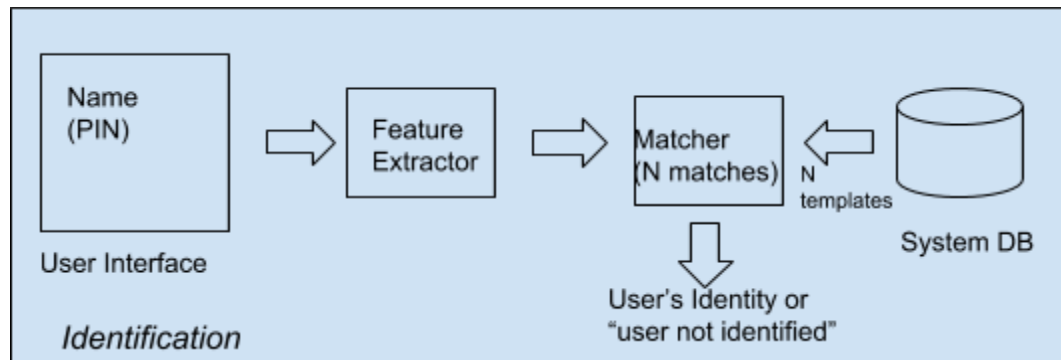 Name
(PIN)
User Interface
Feature
Extractor
Matcher
(N matches)
N
templates
System DB
User’s Identity or
“user not identified”
Identification